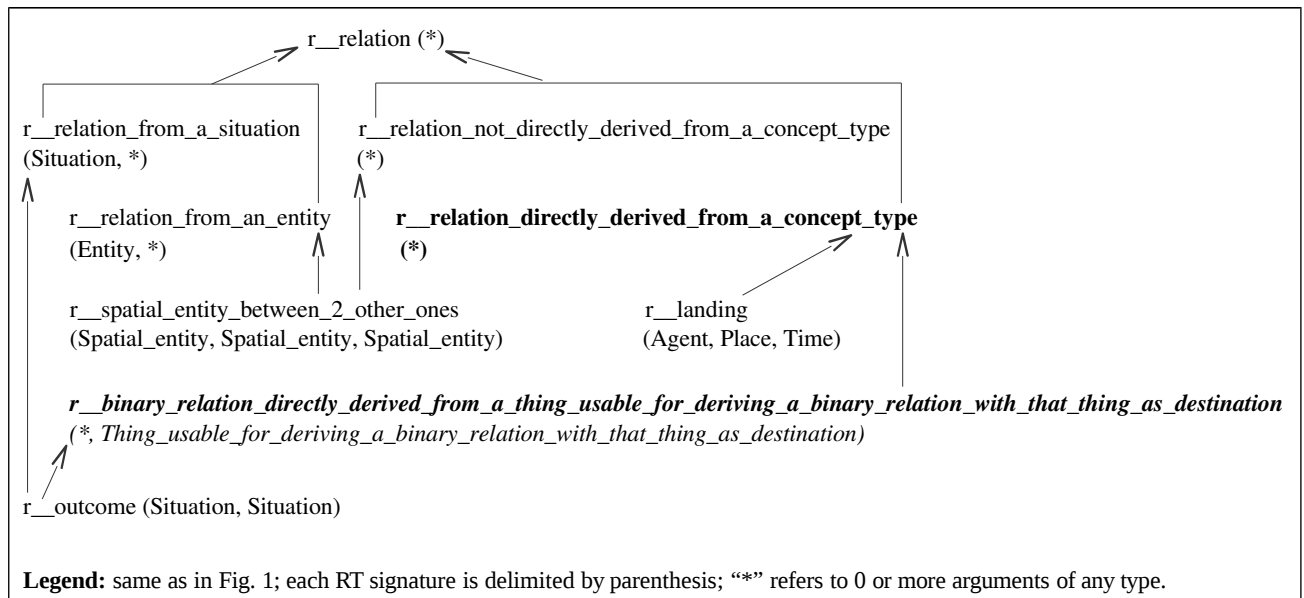 r__relation (*)
r__relation_from_a_situation
(Situation, *)
r__relation_not_directly_derived_from_a_concept_type
(*)
r__relation_from_an_entity
(Entity, *)
r__relation_directly_derived_from_a_concept_type
(*)
r__spatial_entity_between_2_other_ones
(Spatial_entity, Spatial_entity, Spatial_entity)
r__landing
(Agent, Place, Time)
r__binary_relation_directly_derived_from_a_thing_usable_for_deriving_a_binary_relation_with_that_thing_as_destination
(*, Thing_usable_for_deriving_a_binary_relation_with_that_thing_as_destination)
r__outcome (Situation, Situation)
Legend: same as in Fig. 1; each RT signature is delimited by parenthesis; “*” refers to 0 or more arguments of any type.